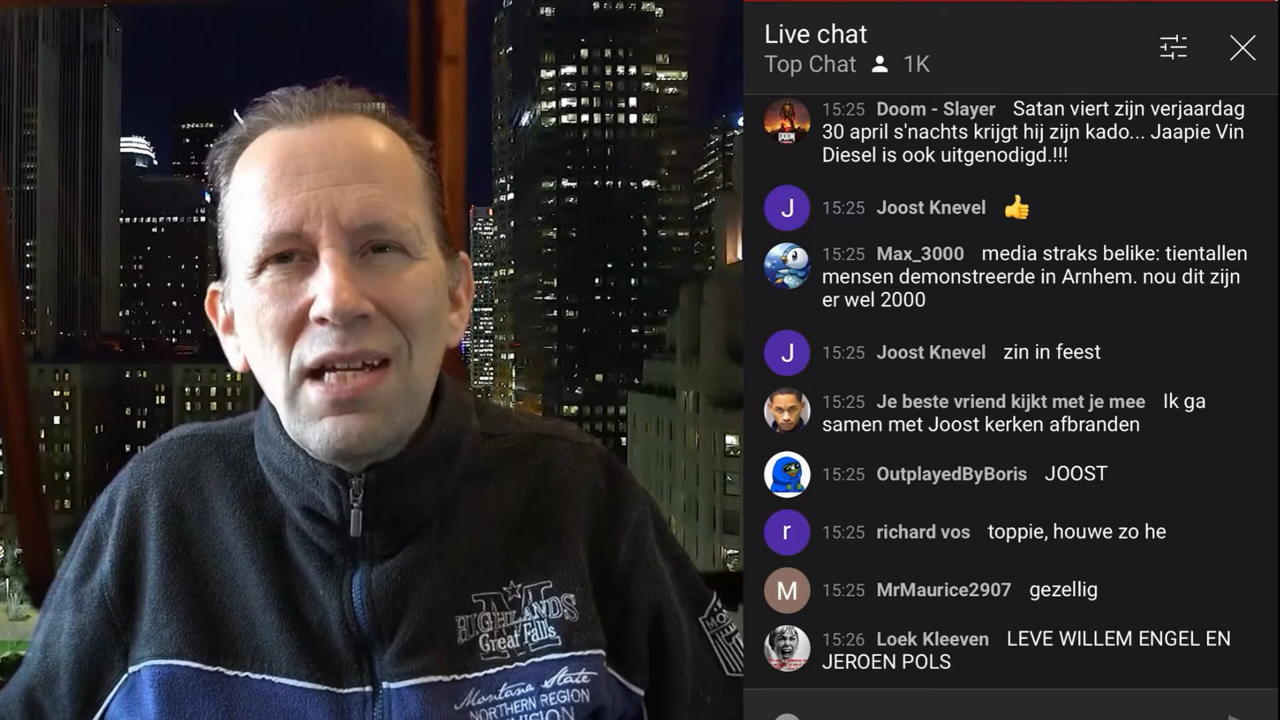 Live chat
Top Chat 1K
15:25 Doom - Slayer Satan viert zijn verjaardag
30 april s'nachts krijgt hij zijn kado... Jaapie Vin
Diesel is ook uitgenodigd.!!!
J 15:25 Joost Knevel 👍
15:25 Max_3000 media straks belike: tientallen
mensen demonstreerde in Arnhem. nou dit zijn
er wel 2000
J 15:25 Joost Knevel zin in feest
15:25 Je beste vriend kijkt met je mee Ik ga
samen met Joost kerken afbranden
15:25 OutplayedByBoris JOOST
r 15:25 richard vos toppie, houwe zo he
M 15:25 MrMaurice2907 gezellig
15:26 Loek Kleeven LEVE WILLEM ENGEL EN
JEROEN POLS
M
HIGHLANDS
Great Falls
Montana State
NORTHERN REGION